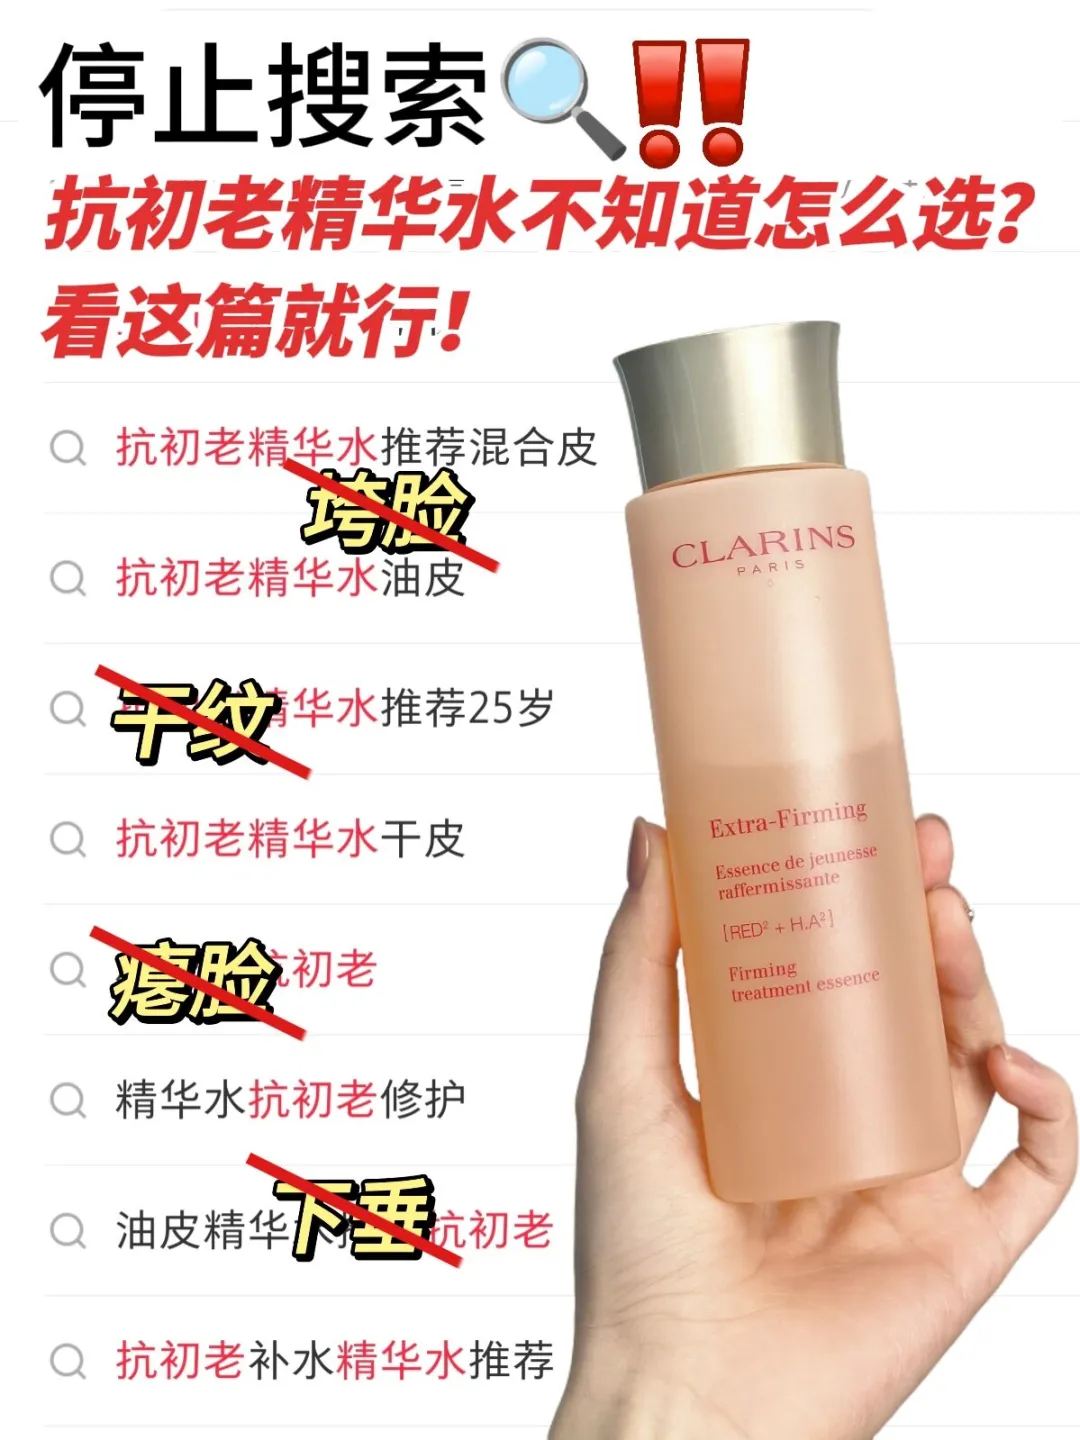 停止搜索
抗初老精华水不知道怎么选?
看这篇就行!
抗初老精华水推荐混合皮
垮脸
抗初老精华水油皮
干纹
精华水推荐25岁
抗初老精华水干皮
瘪脸
抗初老
精华水抗初老修护
油皮精华
下垂
抗初老
抗初老补水精华水推荐
CLARINS
PARIS
Extra-Firming
Essence de jeunesse
raffermissante
[RED² + H.A²]
Firming
treatment essence